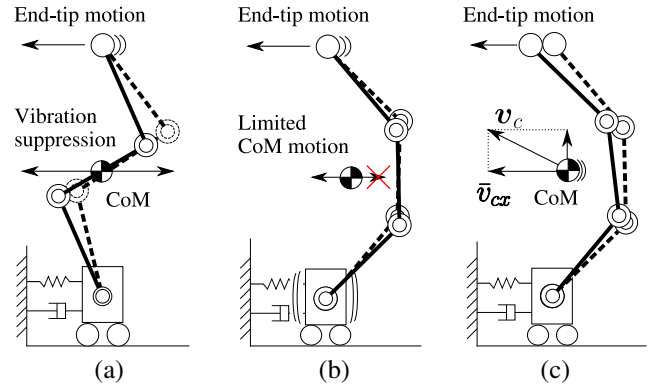 End-tip motion
Vibration
suppression
CoM
(a)
End-tip motion
Limited
CoM motion
(b)
End-tip motion
v_c
v̄_cx
CoM
(c)